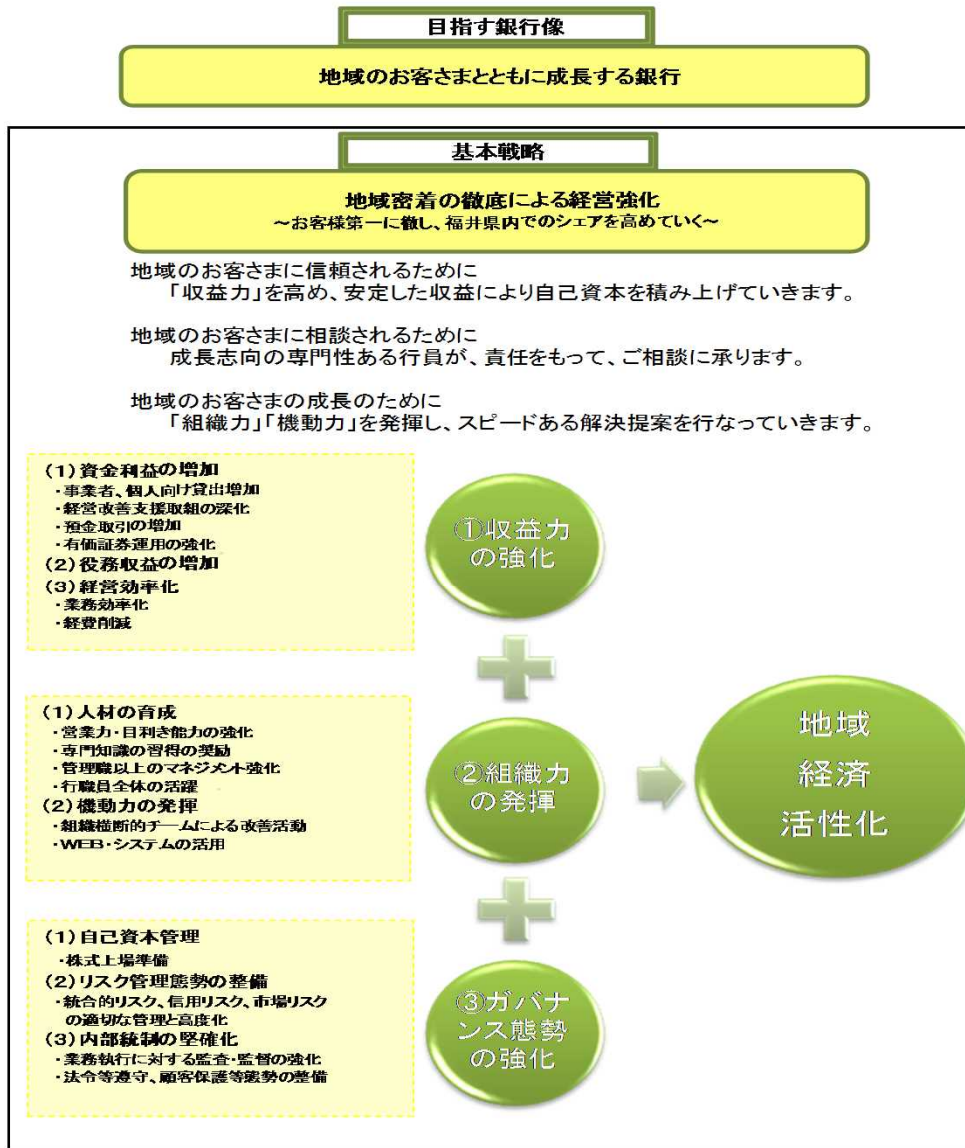 目指す銀行像
地域のお客さまとともに成長する銀行
基本戦略
地域密着の徹底による経営強化
～お客様第一に徹し、福井県内でのシェアを高めていく～
地域のお客さまに信頼されるために
「収益力」を高め、安定した収益により自己資本を積み上げていきます。
地域のお客さまに相談されるために
成長志向の専門性ある行員が、責任をもって、ご相談に承ります。
地域のお客さまの成長のために
「組織力」「機動力」を発揮し、スピードある解決提案を行なっていきます。
(1)資金利益の増加
・事業者、個人向け貸出増加
・経営改善支援取組の深化
・預金取引の増加
・有価証券運用の強化
(2)役務収益の増加
(3)経営効率化
・業務効率化
・経費削減
①収益力
の強化
(1)人材の育成
・営業力・目利き能力の強化
・専門知識の習得の奨励
・管理職以上のマネジメント強化
・行職員全体の活躍
(2)機動力の発揮
・組織横断的チームによる改善活動
・WEB・システムの活用
②組織力
の発揮
地域
経済
活性化
(1)自己資本管理
・株式上場準備
(2)リスク管理態勢の整備
・統合的リスク、信用リスク、市場リスク
の適切な管理と高度化
(3)内部統制の堅確化
・業務執行に対する監査・監督の強化
・法令等遵守、顧客保護等態勢の整備
③ガバナ
ンス態勢
の強化